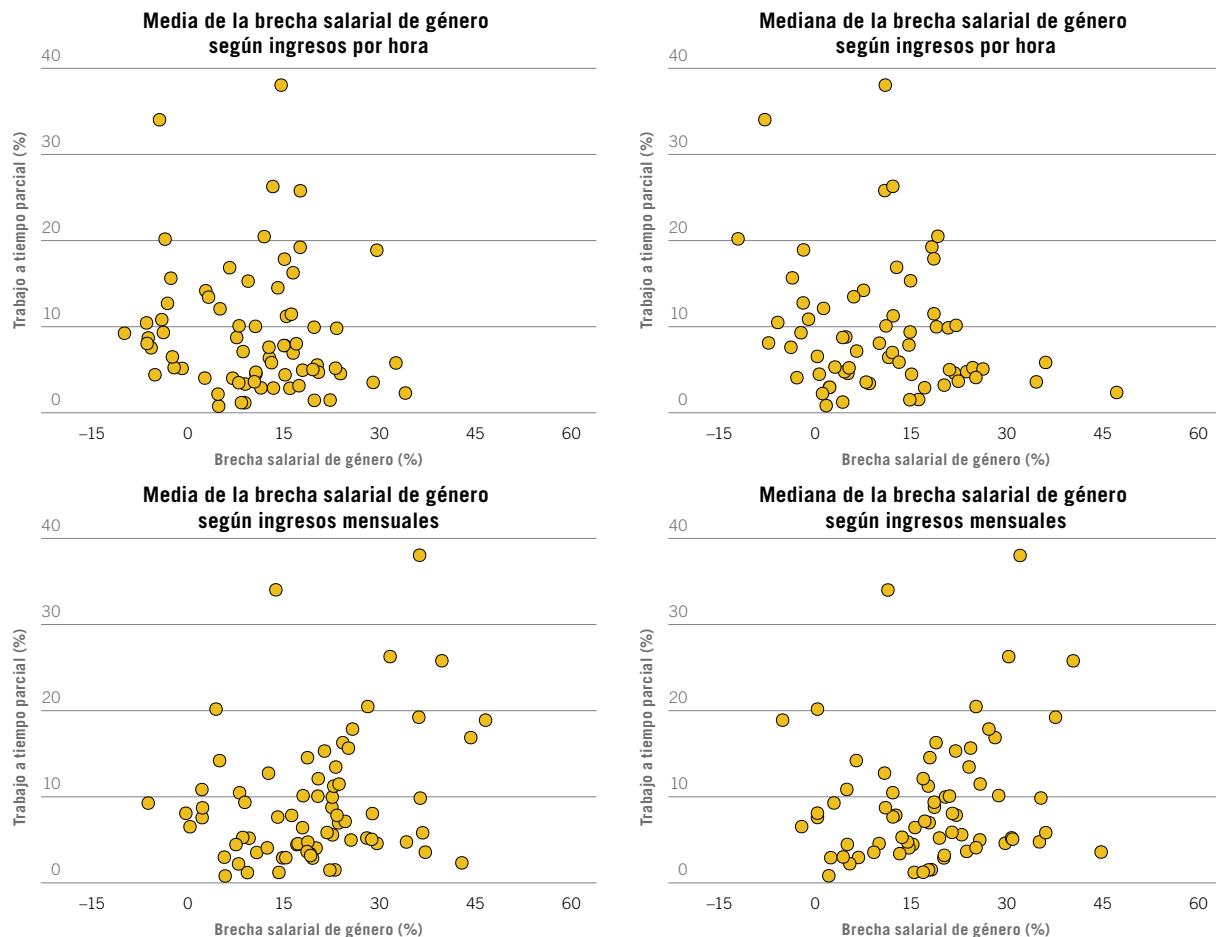 Media de la brecha salarial de género
según ingresos por hora
40
30
20
10
0
Trabajo a tiempo parcial (%)
–15 0 15 30 45 60
Brecha salarial de género (%)
Mediana de la brecha salarial de género
según ingresos por hora
40
30
20
10
0
Trabajo a tiempo parcial (%)
–15 0 15 30 45 60
Brecha salarial de género (%)
Media de la brecha salarial de género
según ingresos mensuales
40
30
20
10
0
Trabajo a tiempo parcial (%)
–15 0 15 30 45 60
Brecha salarial de género (%)
Mediana de la brecha salarial de género
según ingresos mensuales
40
30
20
10
0
Trabajo a tiempo parcial (%)
–15 0 15 30 45 60
Brecha salarial de género (%)